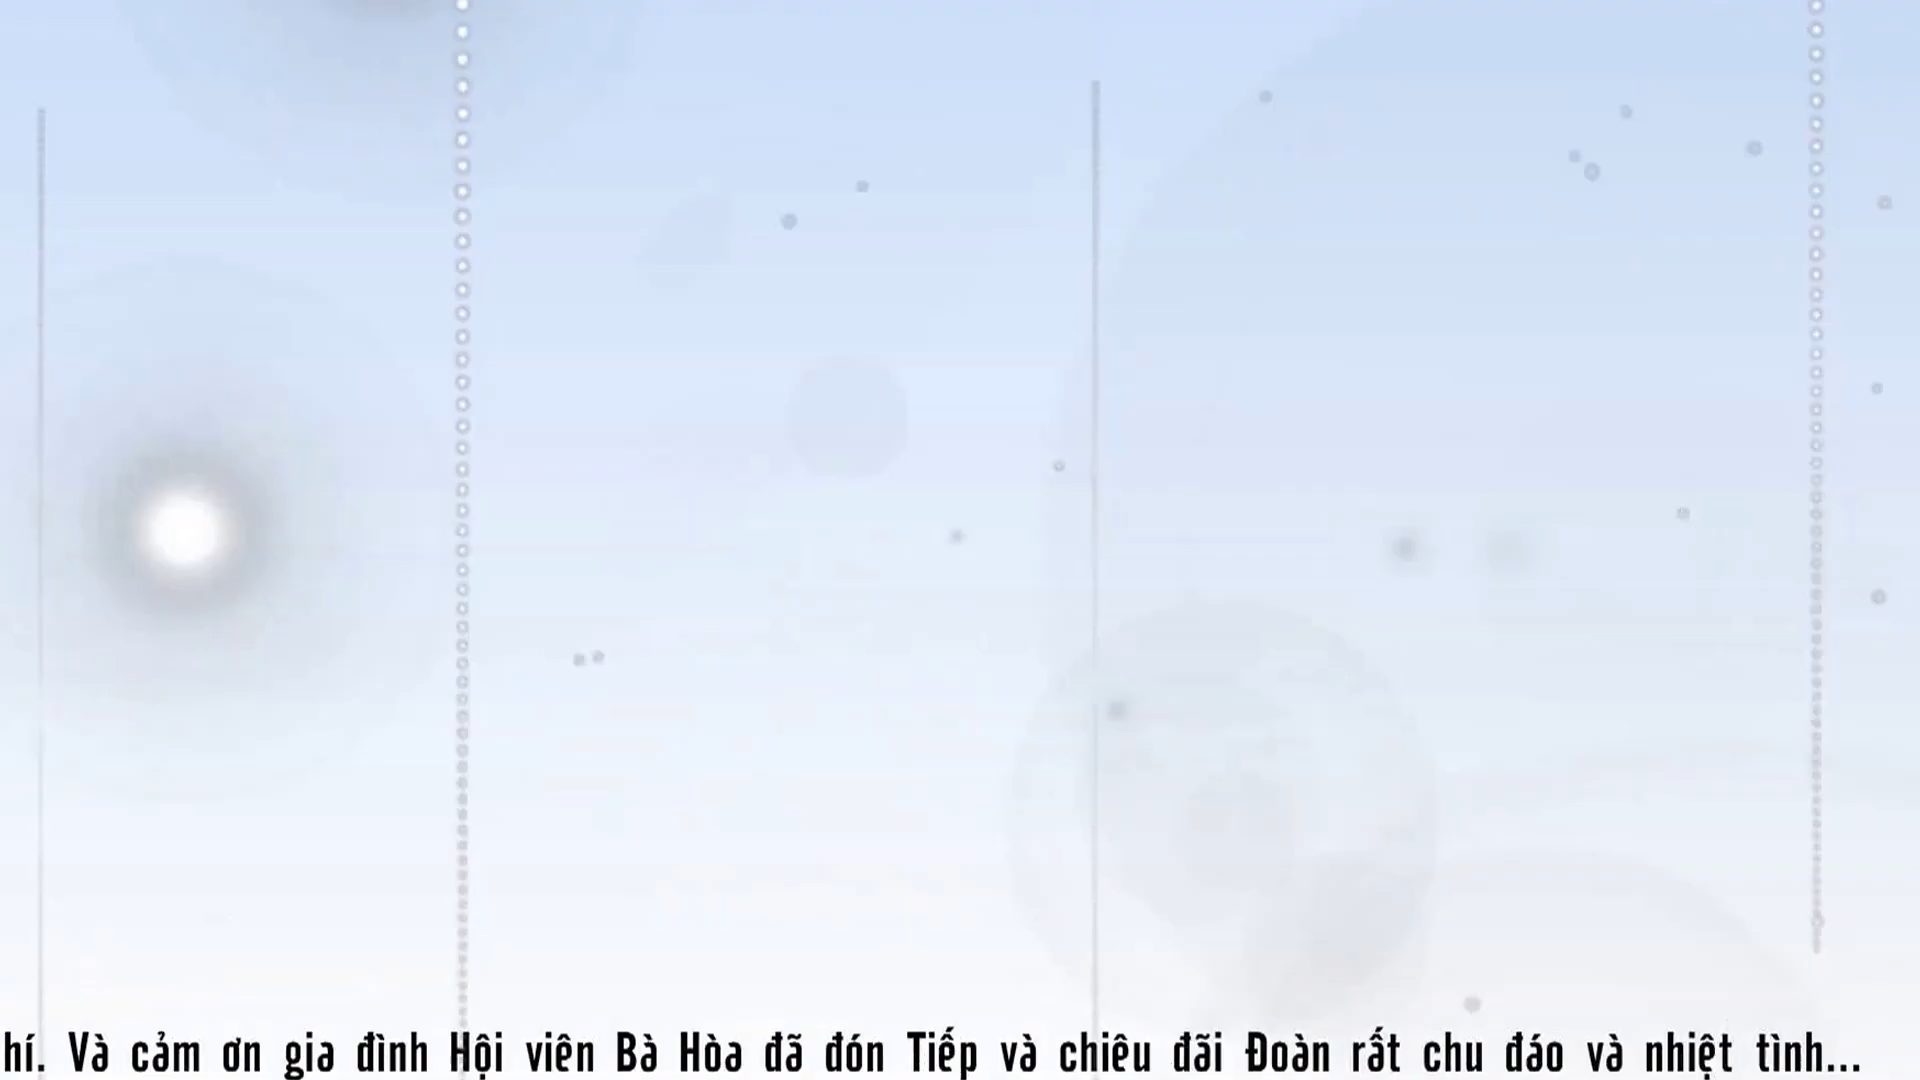 hí. Và cảm ơn gia đình Hội viên Bà Hòa đã đón Tiếp và chiêu đãi Đoàn rất chu đáo và nhiệt tình...